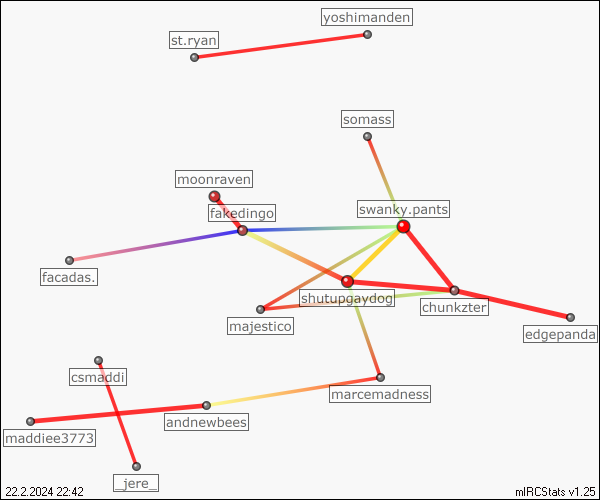 yoshimanden
st.ryan
somass
moonraven
swanky.pants
fakedingo
facadas.
shutupgaydog
chunkzter
majestico
edgepanda
csmaddi
marcemadness
andnewbees
maddiee3773
_jere_
22.2.2024 22:42
mIRCStats v1.25